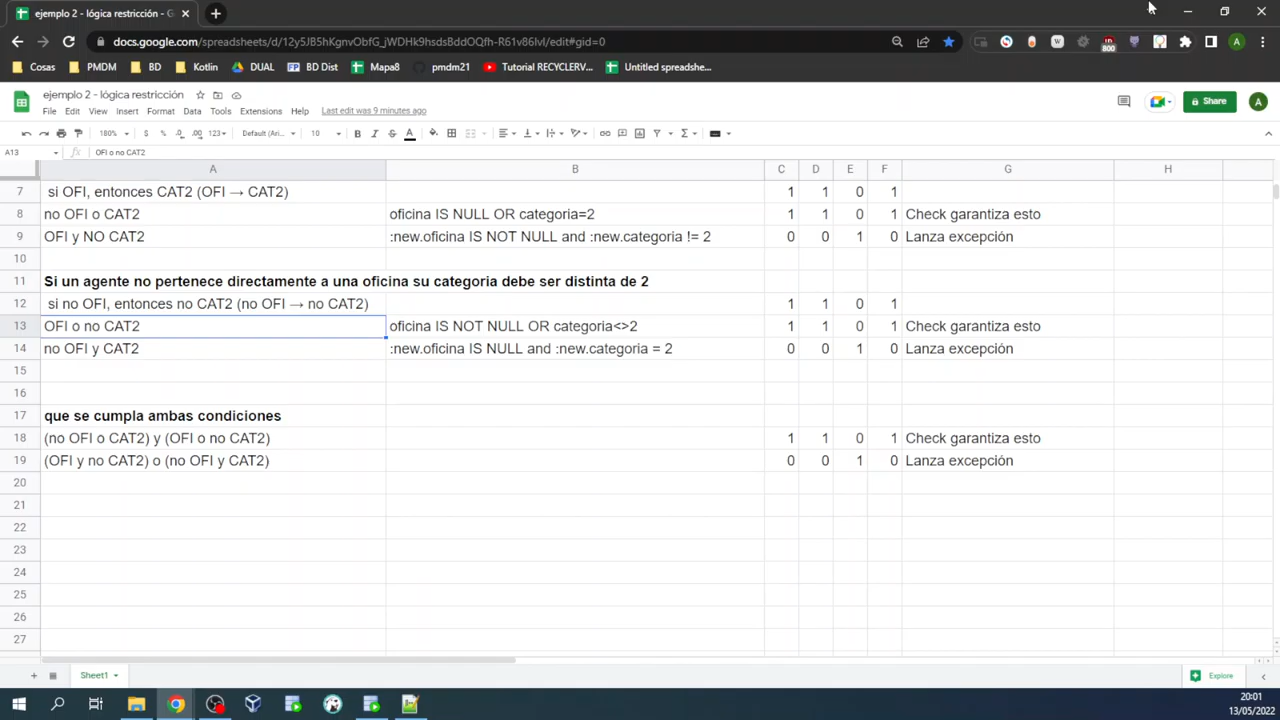 ejemplo 2 - lógica restricción - G
docs.google.com/spreadsheets/d/12y5JB5hKgnvObfG_jWDHk9hsdsBddOQfh-R61v86lvI/edit#gid=0
800
A
Cosas PMDM BD Kotlin DUAL FP BD Dist Mapa8 pmdm21 Tutorial RECYCLERV... Untitled spreadshe...
ejemplo 2 - lógica restricción
File Edit View Insert Format Data Tools Extensions Help Last edit was 9 minutes ago
Share A
180% $ % .0 .00 123 Default (Ari... 10 B I S A
A13 fx OFI o no CAT2
A B C D E F G H
7 si OFI, entonces CAT2 (OFI → CAT2) 1 1 0 1
8 no OFI o CAT2 oficina IS NULL OR categoria=2 1 1 0 1 Check garantiza esto
9 OFI y NO CAT2 :new.oficina IS NOT NULL and :new.categoria != 2 0 0 1 0 Lanza excepción
10
11 Si un agente no pertenece directamente a una oficina su categoria debe ser distinta de 2
12 si no OFI, entonces no CAT2 (no OFI → no CAT2) 1 1 0 1
13 OFI o no CAT2 oficina IS NOT NULL OR categoria<>2 1 1 0 1 Check garantiza esto
14 no OFI y CAT2 :new.oficina IS NULL and :new.categoria = 2 0 0 1 0 Lanza excepción
15
16
17 que se cumpla ambas condiciones
18 (no OFI o CAT2) y (OFI o no CAT2) 1 1 0 1 Check garantiza esto
19 (OFI y no CAT2) o (no OFI y CAT2) 0 0 1 0 Lanza excepción
20
21
22
23
24
25
26
27
Sheet1 Explore
20:01
13/05/2022